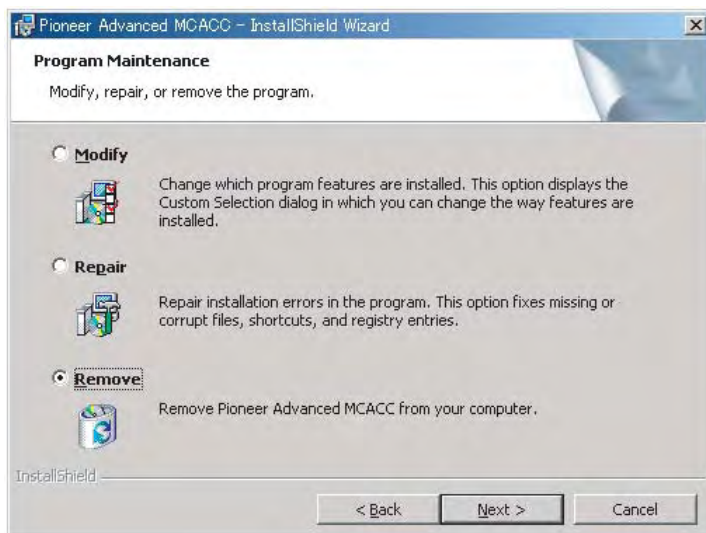 Pioneer Advanced MCACC - InstallShield Wizard
Program Maintenance
Modify, repair, or remove the program.
Modify
Change which program features are installed. This option displays the
Custom Selection dialog in which you can change the way features are
installed.
Repair
Repair installation errors in the program. This option fixes missing or
corrupt files, shortcuts, and registry entries.
Remove
Remove Pioneer Advanced MCACC from your computer.
InstallShield
< Back
Next >
Cancel